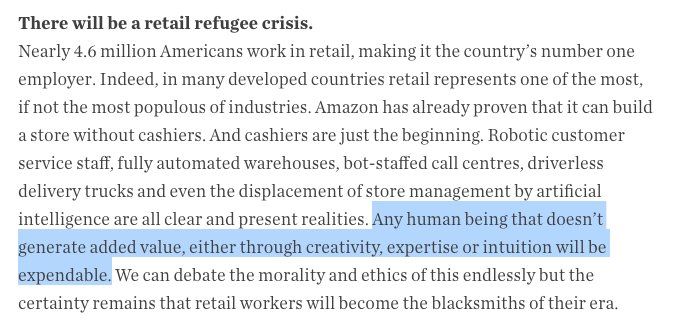 There will be a retail refugee crisis.
Nearly 4.6 million Americans work in retail, making it the country’s number one
employer. Indeed, in many developed countries retail represents one of the most,
if not the most populous of industries. Amazon has already proven that it can build
a store without cashiers. And cashiers are just the beginning. Robotic customer
service staff, fully automated warehouses, bot-staffed call centres, driverless
delivery trucks and even the displacement of store management by artificial
intelligence are all clear and present realities. Any human being that doesn’t
generate added value, either through creativity, expertise or intuition will be
expendable. We can debate the morality and ethics of this endlessly but the
certainty remains that retail workers will become the blacksmiths of their era.